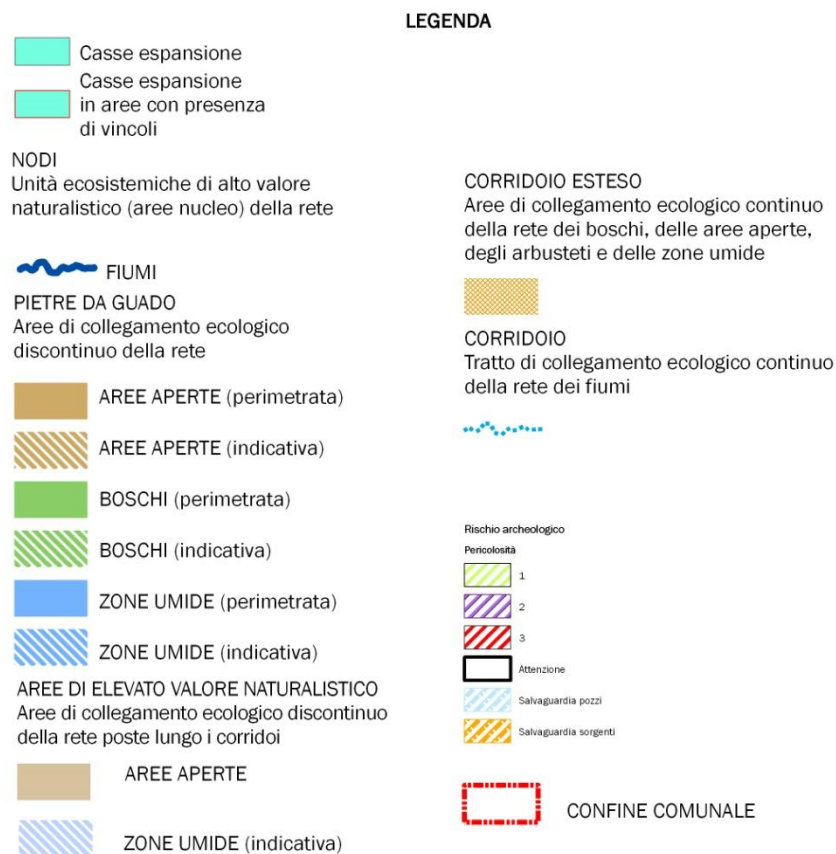 LEGENDA
Casse espansione
Casse espansione
in aree con presenza
di vincoli
NODI
Unità ecosistemiche di alto valore
naturalistico (aree nucleo) della rete
FIUMI
PIETRE DA GUADO
Aree di collegamento ecologico
discontinuo della rete
AREE APERTE (perimetrata)
AREE APERTE (indicativa)
BOSCHI (perimetrata)
BOSCHI (indicativa)
ZONE UMIDE (perimetrata)
ZONE UMIDE (indicativa)
AREE DI ELEVATO VALORE NATURALISTICO
Aree di collegamento ecologico discontinuo
della rete poste lungo i corridoi
AREE APERTE
ZONE UMIDE (indicativa)
CORRIDOIO ESTESO
Aree di collegamento ecologico continuo
della rete dei boschi, delle aree aperte,
degli arbusteti e delle zone umide
CORRIDOIO
Tratto di collegamento ecologico continuo
della rete dei fiumi
Rischio archeologico
Pericolosità
1
2
3
Attenzione
Salvaguardia pozzi
Salvaguardia sorgenti
CONFINE COMUNALE